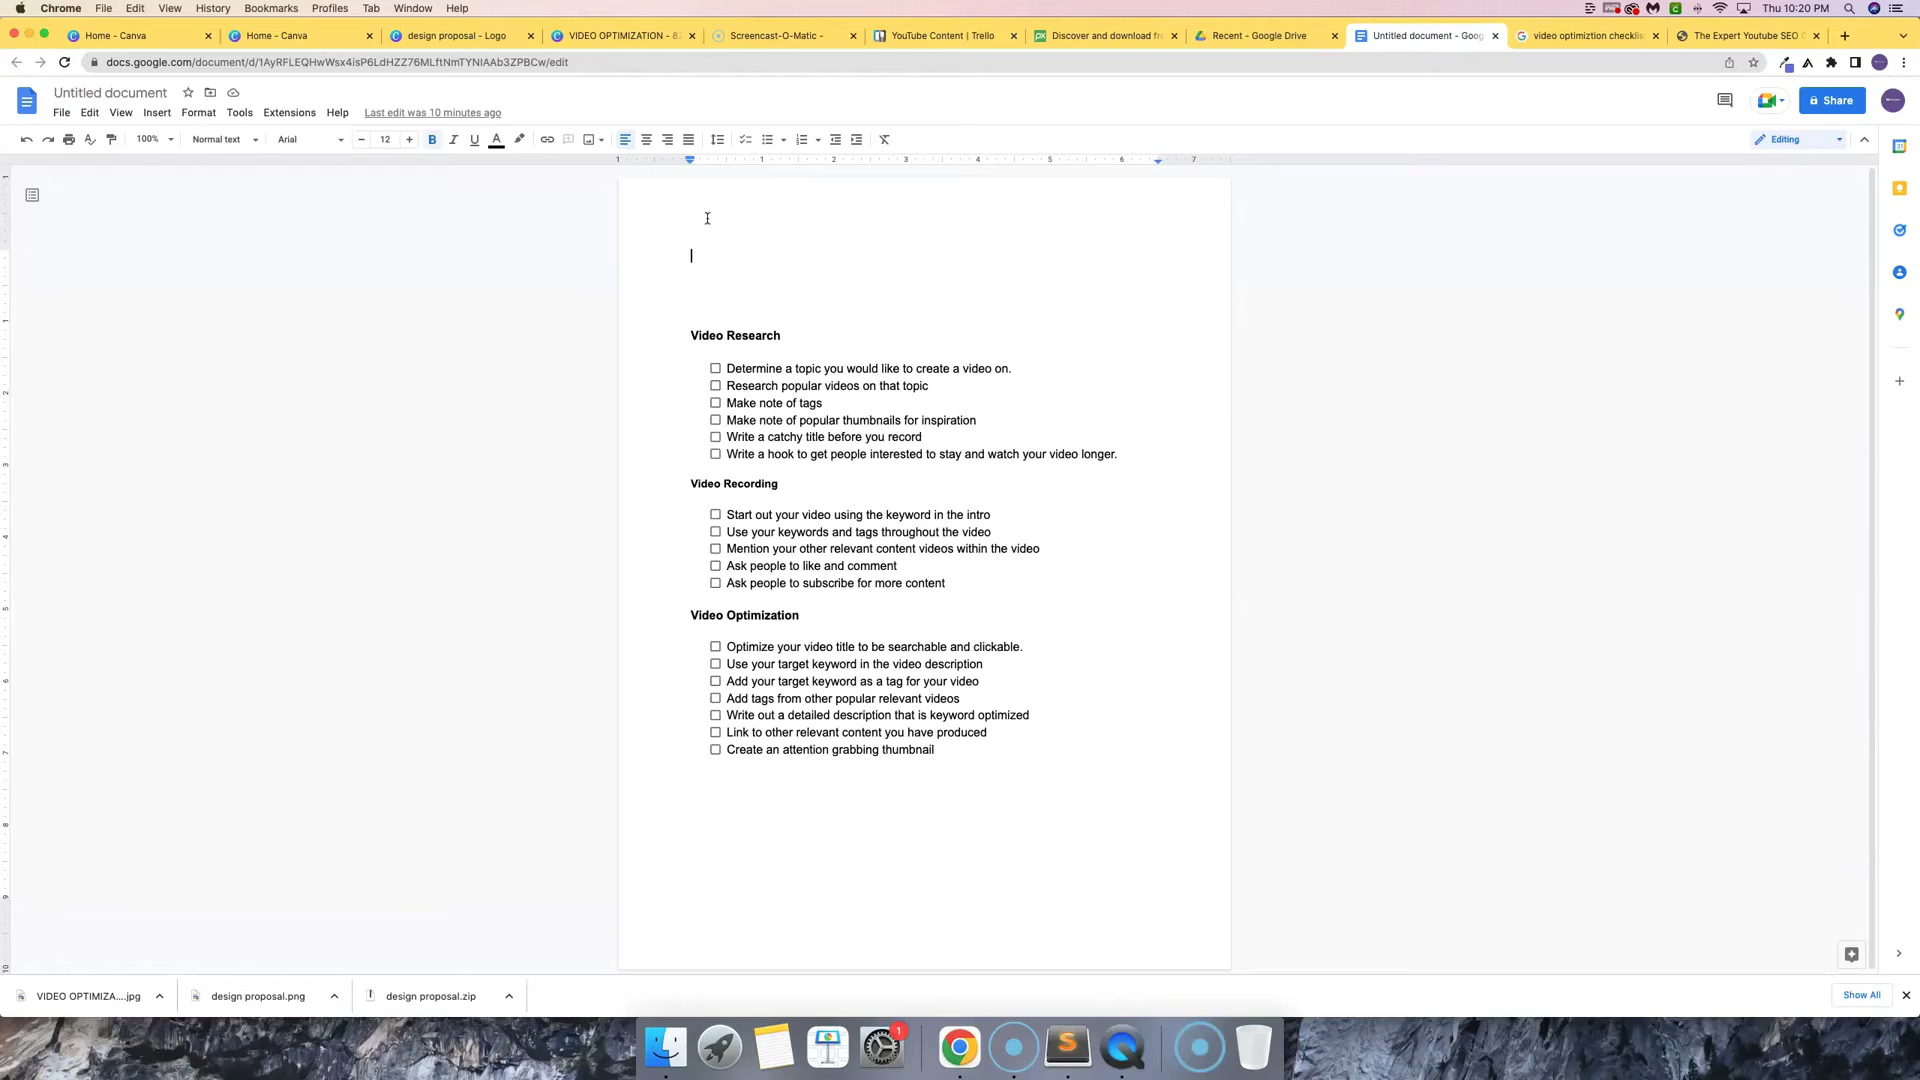 Chrome File Edit View History Bookmarks Profiles Tab Window Help Thu 10:20 PM
Home - Canva Home - Canva design proposal - Logo VIDEO OPTIMIZATION - 8 Screencast-O-Matic - YouTube Content | Trello Discover and download fr Recent - Google Drive Untitled document - Goog video optimiztion checklis The Expert Youtube SEO C
docs.google.com/document/d/1AyRFLEQHwWsx4isP6LdHZZ76MLftNmTYNIAAb3ZPBCw/edit
Untitled document
File Edit View Insert Format Tools Extensions Help Last edit was 10 minutes ago Share
100% Normal text Arial 12 B I U A Editing
1 1 2 3 4 5 6 7
Video Research
Determine a topic you would like to create a video on.
Research popular videos on that topic
Make note of tags
Make note of popular thumbnails for inspiration
Write a catchy title before you record
Write a hook to get people interested to stay and watch your video longer.
Video Recording
Start out your video using the keyword in the intro
Use your keywords and tags throughout the video
Mention your other relevant content videos within the video
Ask people to like and comment
Ask people to subscribe for more content
Video Optimization
Optimize your video title to be searchable and clickable.
Use your target keyword in the video description
Add your target keyword as a tag for your video
Add tags from other popular relevant videos
Write out a detailed description that is keyword optimized
Link to other relevant content you have produced
Create an attention grabbing thumbnail
VIDEO OPTIMIZA....jpg design proposal.png design proposal.zip Show All
1